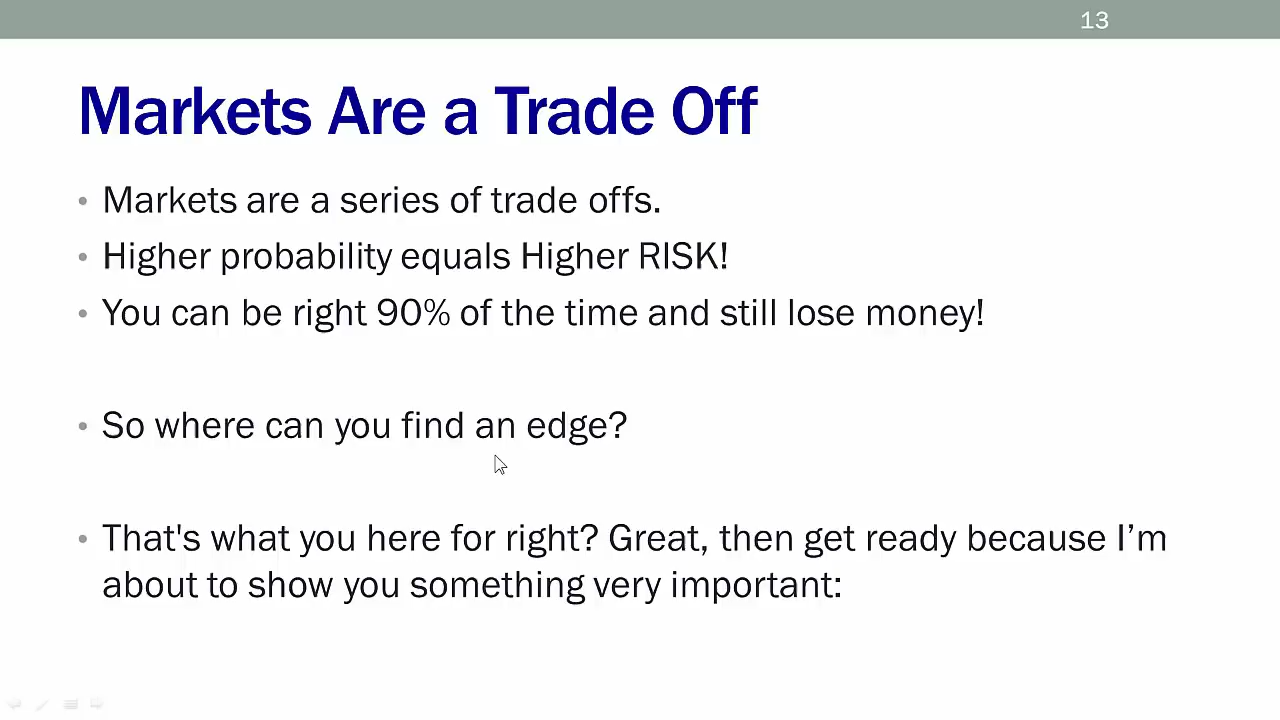 13
Markets Are a Trade Off
• Markets are a series of trade offs.
• Higher probability equals Higher RISK!
• You can be right 90% of the time and still lose money!
• So where can you find an edge?
• That's what you here for right? Great, then get ready because I’m
about to show you something very important: